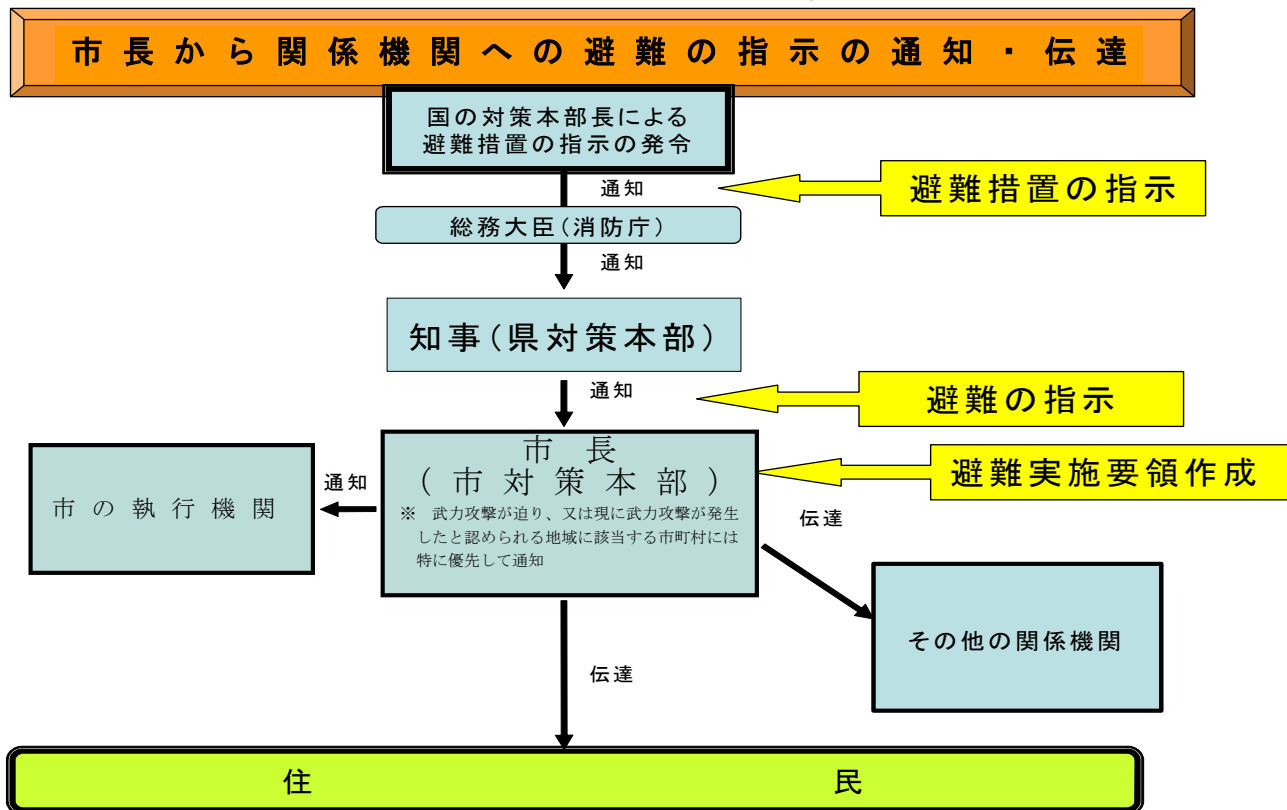 市長から関係機関への避難の指示の通知・伝達
国の対策本部長による
避難措置の指示の発令
通知
避難措置の指示
総務大臣(消防庁)
通知
知事(県対策本部)
通知
避難の指示
市長
(市対策本部)
※ 武力攻撃が迫り、又は現に武力攻撃が発生
したと認められる地域に該当する市町村には
特に優先して通知
避難実施要領作成
通知
市の執行機関
伝達
その他の関係機関
伝達
住民